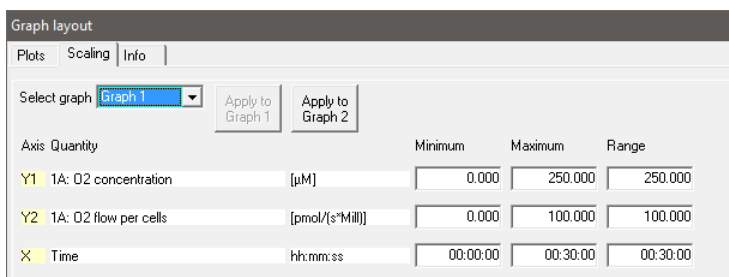 Graph layout
Plots Scaling Info
Select graph Graph 1 Apply to Graph 1 Apply to Graph 2
Axis Quantity Minimum Maximum Range
Y1 1A: O2 concentration [µM] 0.000 250.000 250.000
Y2 1A: O2 flow per cells [pmol/(s*Mill)] 0.000 100.000 100.000
X Time hh:mm:ss 00:00:00 00:30:00 00:30:00